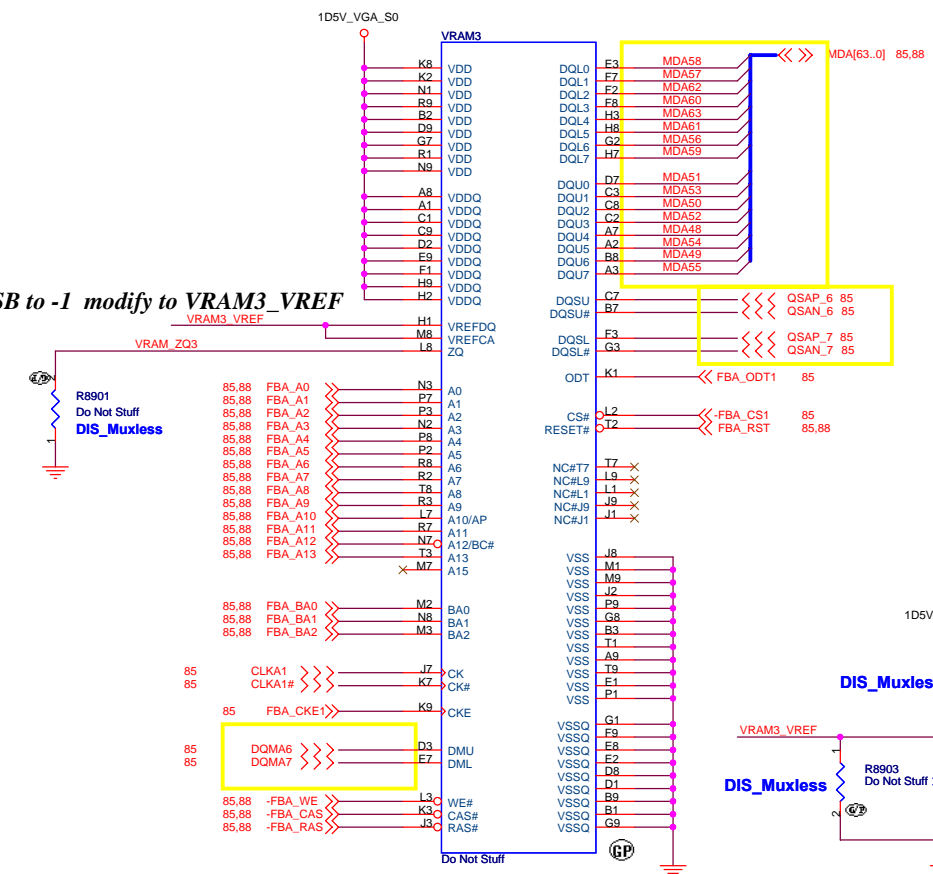 1D5V_VGA_S0
VRAM3
K8 VDD
K2 VDD
N1 VDD
R9 VDD
B2 VDD
D9 VDD
G7 VDD
R1 VDD
N9 VDD
A8 VDDQ
A1 VDDQ
C1 VDDQ
C9 VDDQ
D2 VDDQ
E9 VDDQ
F1 VDDQ
H9 VDDQ
H2 VDDQ
SB to -1 modify to VRAM3_VREF
VRAM3_VREF H1 VREFDQ
M8 VREFCA
VRAM_ZQ3 L8 ZQ
2
R8901
Do Not Stuff
DIS_Muxless
1
85,88 FBA_A0 N3 A0
85,88 FBA_A1 P7 A1
85,88 FBA_A2 P3 A2
85,88 FBA_A3 N2 A3
85,88 FBA_A4 P8 A4
85,88 FBA_A5 P2 A5
85,88 FBA_A6 R8 A6
85,88 FBA_A7 R2 A7
85,88 FBA_A8 T8 A8
85,88 FBA_A9 R3 A9
85,88 FBA_A10 L7 A10/AP
85,88 FBA_A11 R7 A11
85,88 FBA_A12 N7 A12/BC#
85,88 FBA_A13 T3 A13
M7 A15
85,88 FBA_BA0 M2 BA0
85,88 FBA_BA1 N8 BA1
85,88 FBA_BA2 M3 BA2
85 CLKA1 J7 CK
85 CLKA1# K7 CK#
85 FBA_CKE1 K9 CKE
85 DQMA6 D3 DMU
85 DQMA7 E7 DML
85,88 -FBA_WE L3 WE#
85,88 -FBA_CAS K3 CAS#
85,88 -FBA_RAS J3 RAS#
Do Not Stuff
DQL0 E3 MDA58
DQL1 F7 MDA57
DQL2 F2 MDA62
DQL3 F8 MDA60
DQL4 H3 MDA63
DQL5 H8 MDA61
DQL6 G2 MDA56
DQL7 H7 MDA59
MDA[63..0] 85,88
DQU0 D7 MDA51
DQU1 C3 MDA53
DQU2 C8 MDA50
DQU3 C2 MDA52
DQU4 A7 MDA48
DQU5 A2 MDA54
DQU6 B8 MDA49
DQU7 A3 MDA55
DQSU C7 QSAP_6 85
DQSU# B7 QSAN_6 85
DQSL F3 QSAP_7 85
DQSL# G3 QSAN_7 85
ODT K1 FBA_ODT1 85
CS# L2 -FBA_CS1 85
RESET# T2 FBA_RST 85,88
NC#T7 T7
NC#L9 L9
NC#L1 L1
NC#J9 J9
NC#J1 J1
VSS J8
VSS M1
VSS M9
VSS J2
VSS P9
VSS G8
VSS B3
VSS T1
VSS A9
VSS T9
VSS E1
VSS P1
VSSQ G1
VSSQ F9
VSSQ E8
VSSQ E2
VSSQ D8
VSSQ D1
VSSQ B9
VSSQ B1
VSSQ G9
GP
1D5V
DIS_Muxles
VRAM3_VREF
1
R8903
Do Not Stuff
DIS_Muxless
2